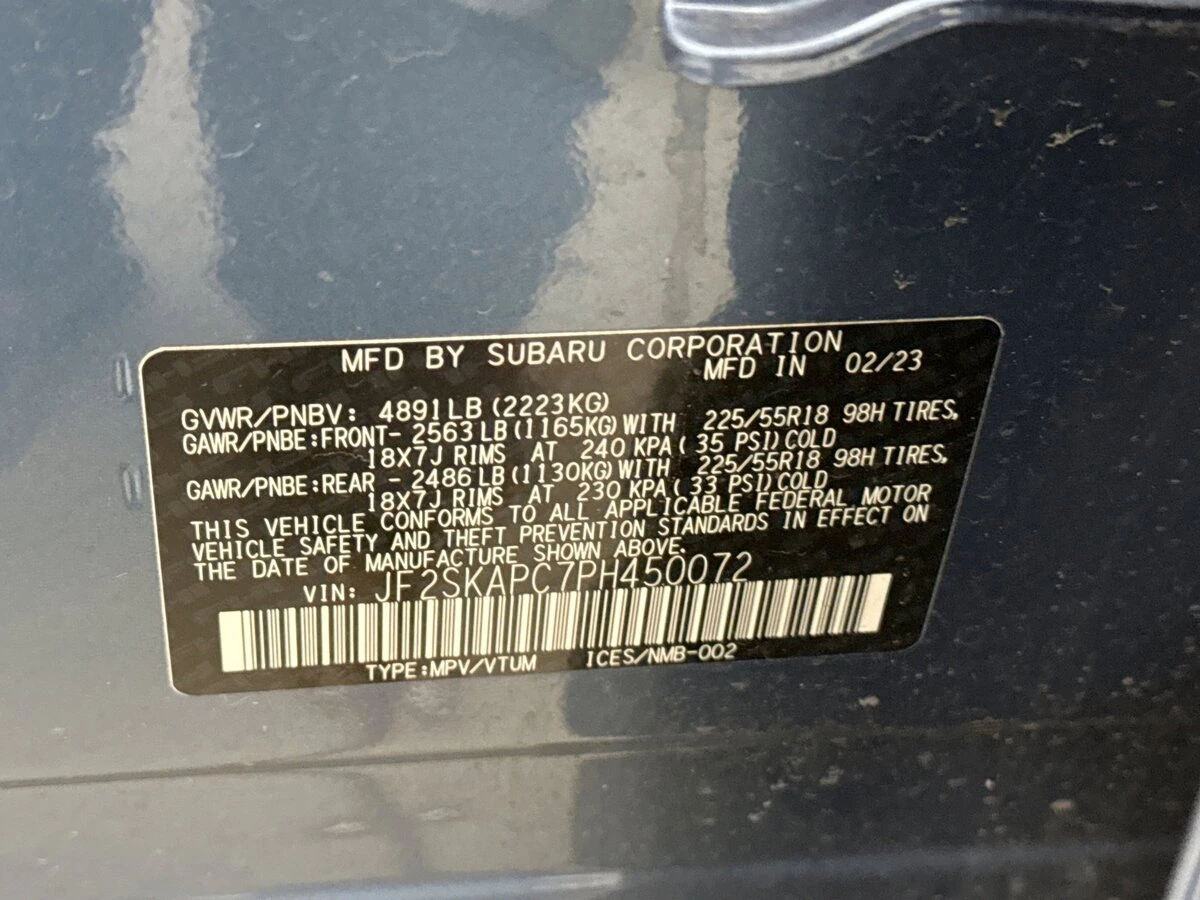 MFD BY SUBARU CORPORATION
MFD IN 02/23
GVWR/PNBV: 4891LB (2223KG)
GAWR/PNBE:FRONT- 2563LB(1165KG)WITH 225/55R18 98H TIRES,
18X7J RIMS AT 240 KPA( 35 PSI)COLD
GAWR/PNBE:REAR - 2486LB(1130KG)WITH 225/55R18 98H TIRES,
18X7J RIMS AT 230 KPA( 33 PSI)COLD
THIS VEHICLE CONFORMS TO ALL APPLICABLE FEDERAL MOTOR
VEHICLE SAFETY AND THEFT PREVENTION STANDARDS IN EFFECT ON
THE DATE OF MANUFACTURE SHOWN ABOVE.
VIN: JF2SKAPC7PH450072
TYPE:MPV/VTUM ICES/NMB-002